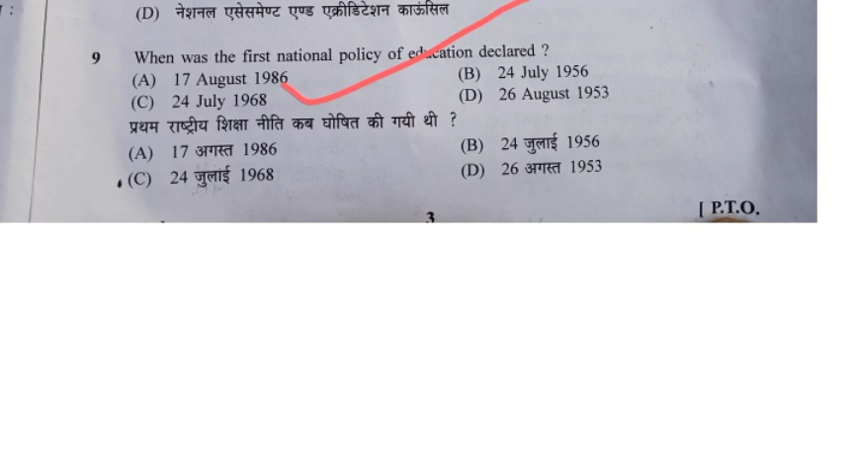 :
(D) नेशनल एसेसमेण्ट एण्ड एक्रीडिटेशन काऊंसिल
9 When was the first national policy of education declared ?
(A) 17 August 1986 (B) 24 July 1956
(C) 24 July 1968 (D) 26 August 1953
प्रथम राष्ट्रीय शिक्षा नीति कब घोषित की गयी थी ?
(A) 17 अगस्त 1986 (B) 24 जुलाई 1956
(C) 24 जुलाई 1968 (D) 26 अगस्त 1953
3 [ P.T.O.